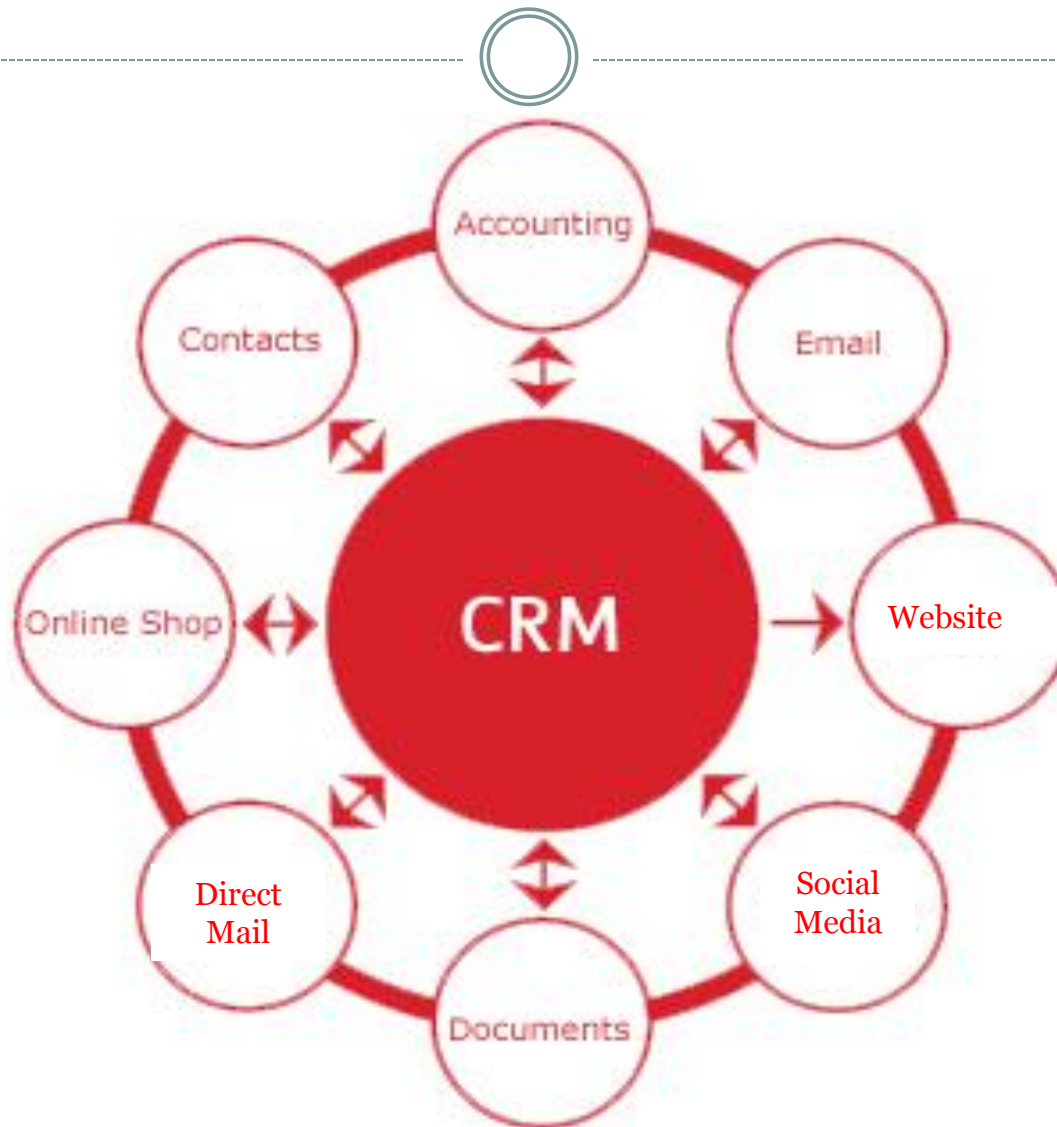 Accounting
Contacts
Email
Online Shop
CRM
Website
Direct
Mail
Social
Media
Documents